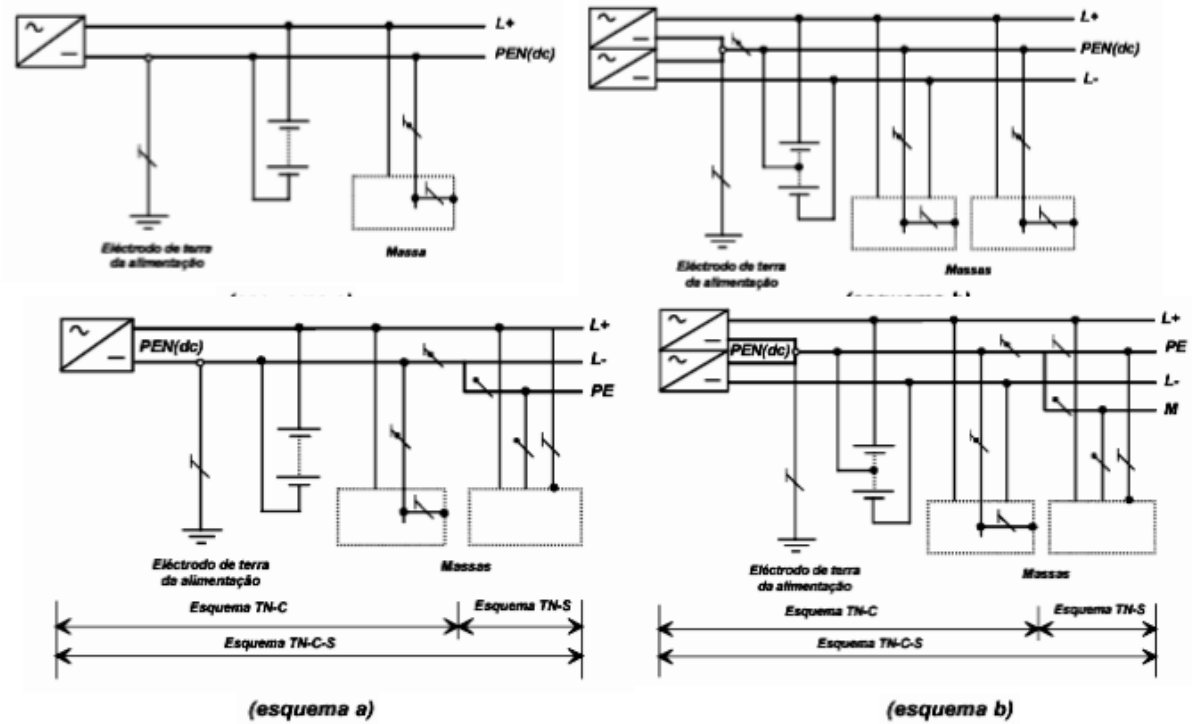 L+
PEN(dc)
Eléctrodo de terra
da alimentação
Massa
L+
PEN(dc)
L-
Eléctrodo de terra
da alimentação
Massas
PEN(dc)
L+
L-
PE
Eléctrodo de terra
da alimentação
Massas
Esquema TN-C
Esquema TN-S
Esquema TN-C-S
(esquema a)
PEN(dc)
L+
PE
L-
M
Eléctrodo de terra
da alimentação
Massas
Esquema TN-C
Esquema TN-S
Esquema TN-C-S
(esquema b)